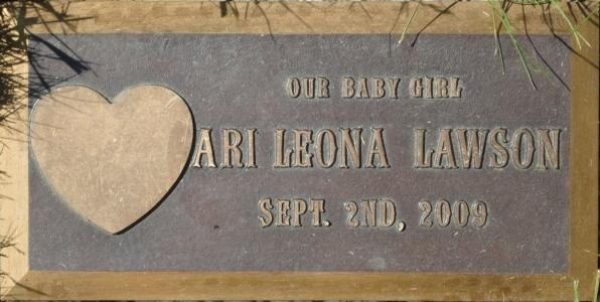 OUR BABY GIRL
ARI LEONA LAWSON
SEPT. 2ND, 2009